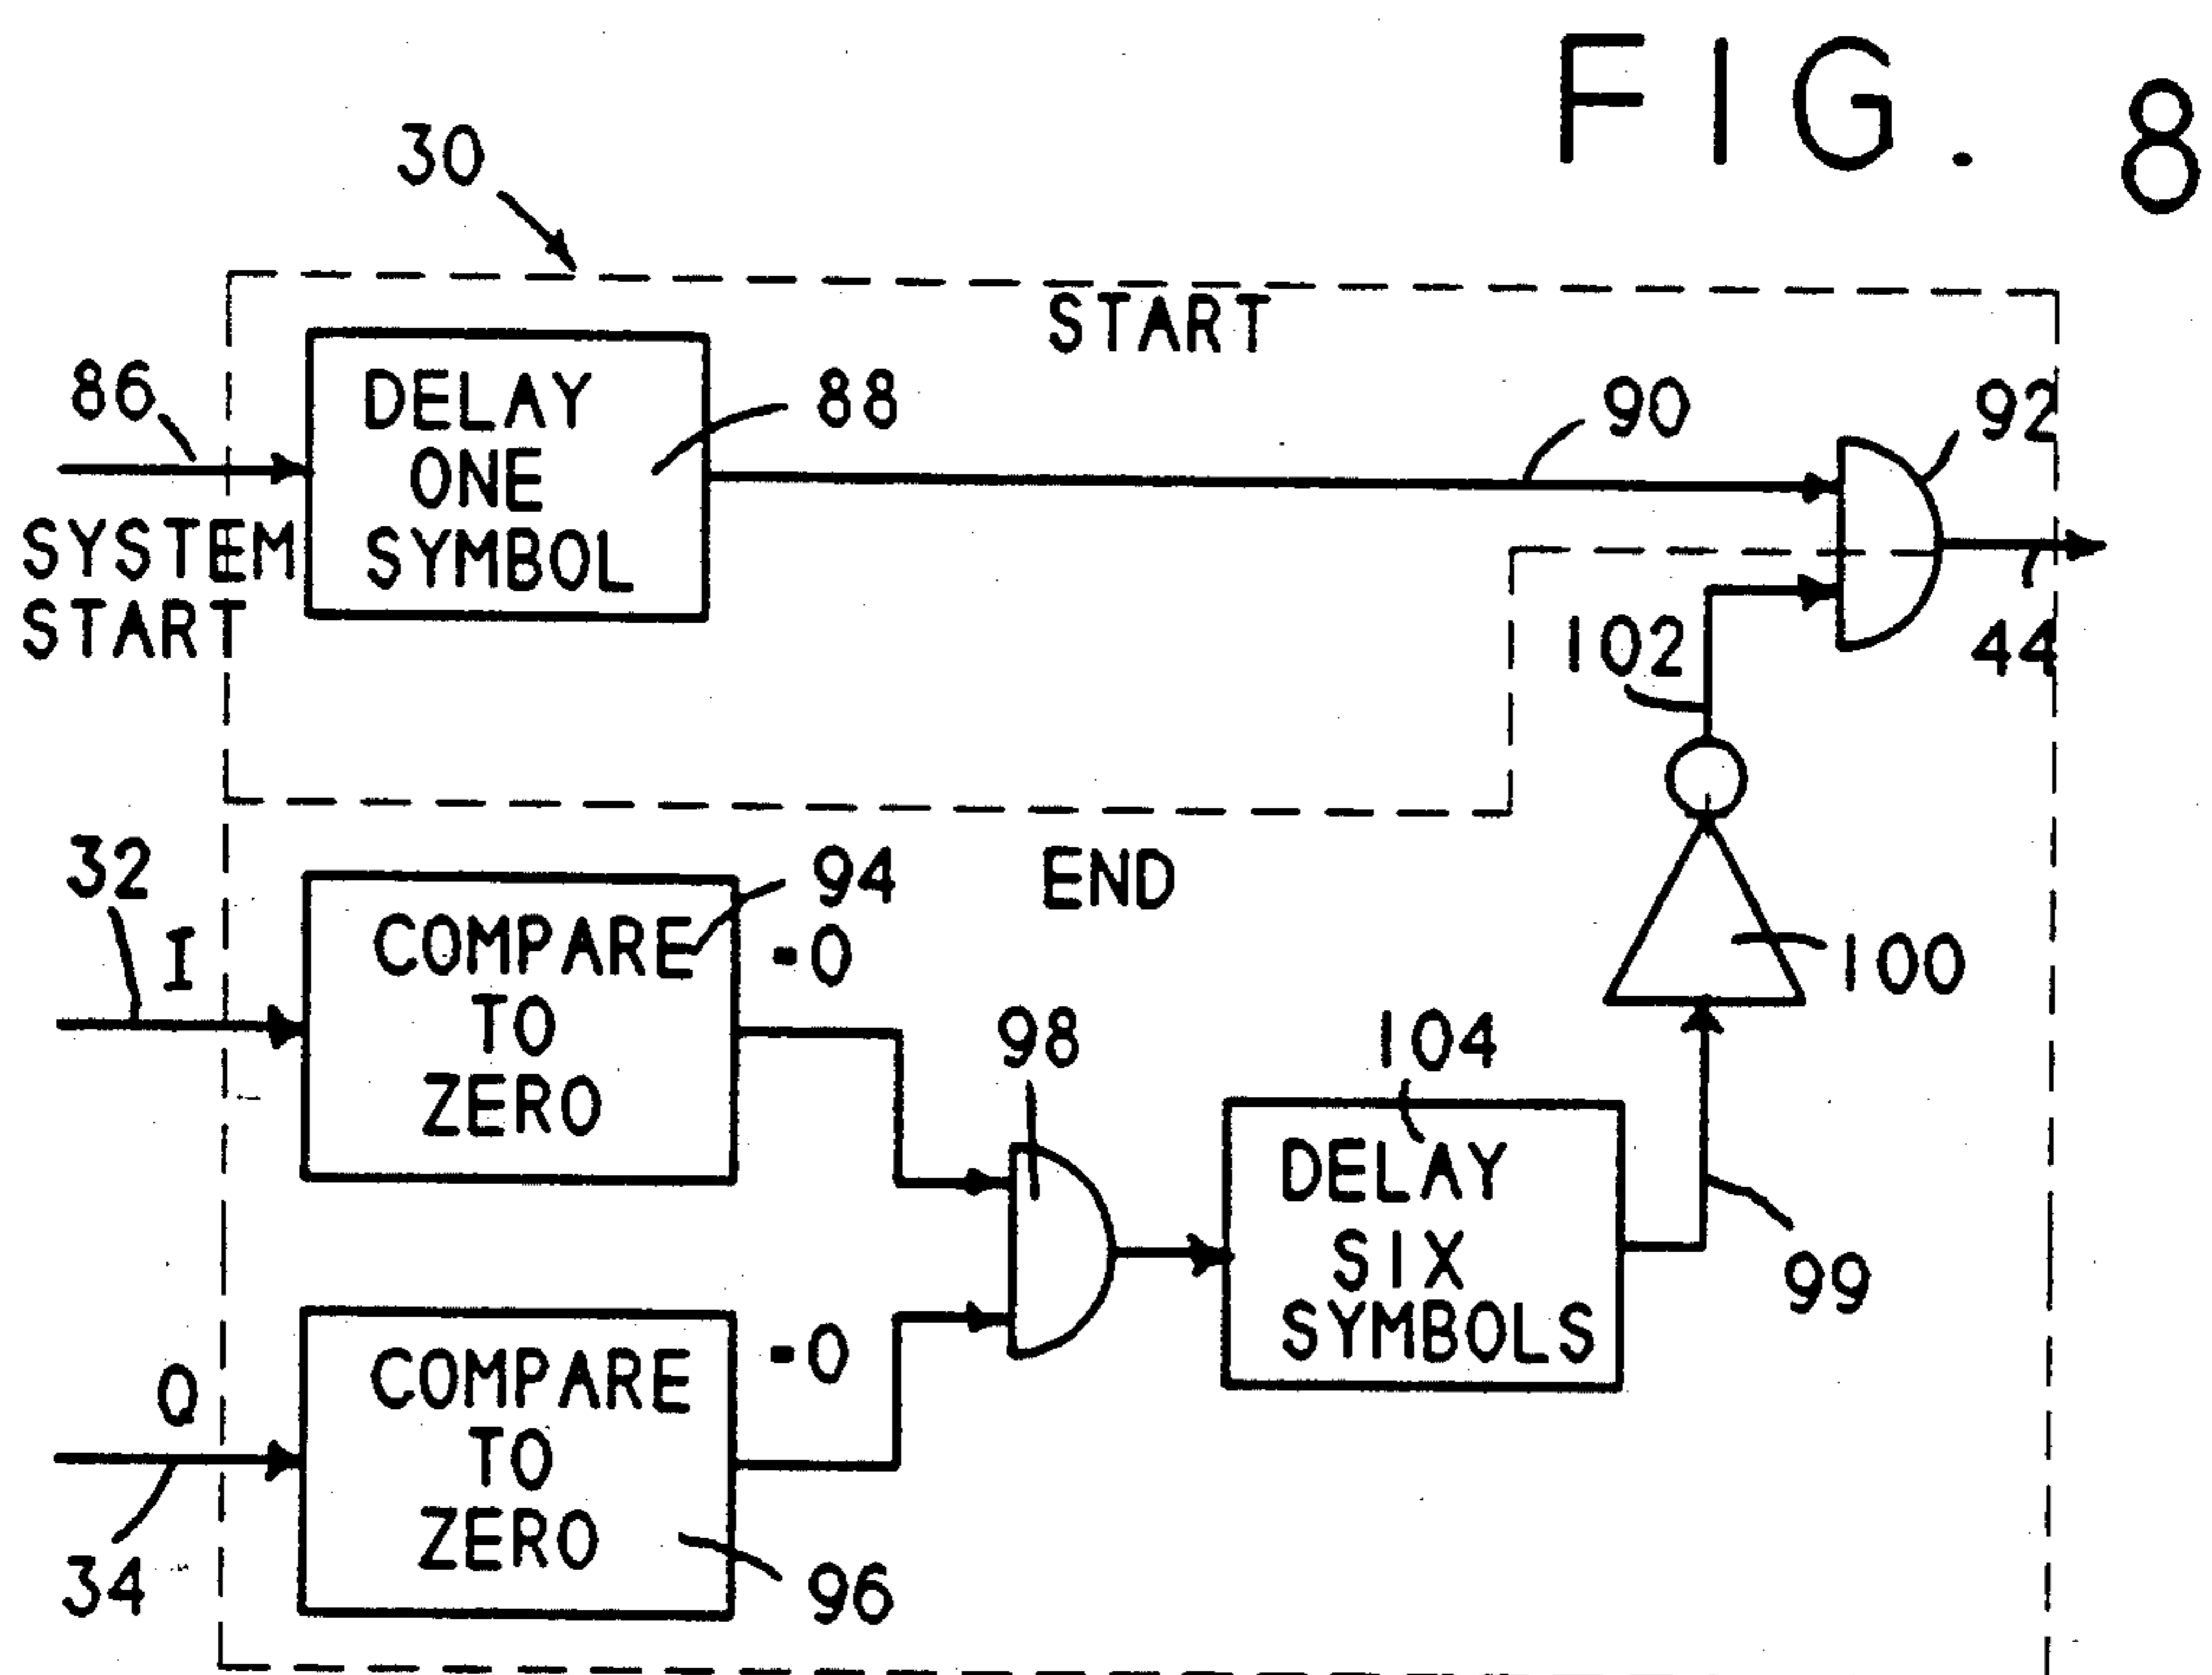 FIG. 8
30
START
86
DELAY
ONE
SYMBOL
88
90
92
SYSTEM
START
102
44
32
I
COMPARE
TO
ZERO
94
-0
END
100
98
104
DELAY
SIX
SYMBOLS
99
Q
34
COMPARE
TO
ZERO
-0
96